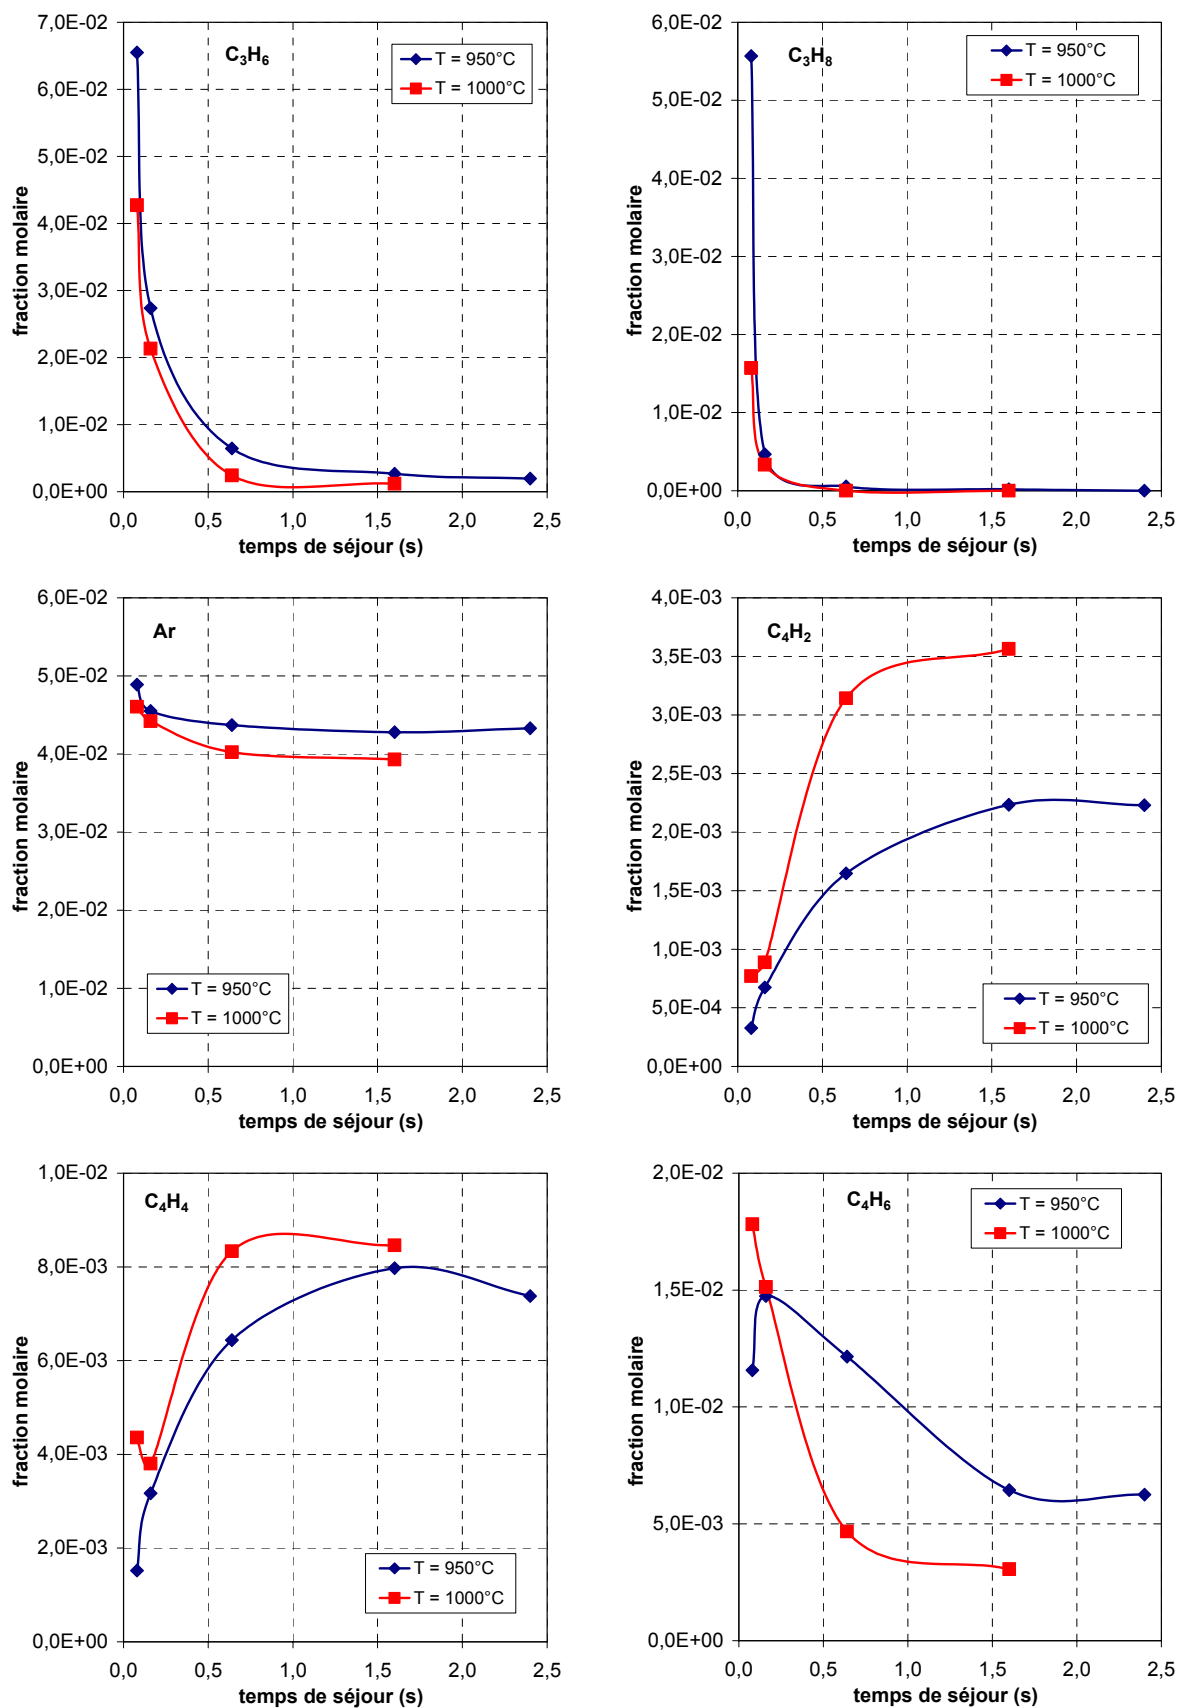 C₃H₆
T = 950°C
T = 1000°C
7,0E-02
6,0E-02
5,0E-02
4,0E-02
3,0E-02
2,0E-02
1,0E-02
0,0E+00
fraction molaire
0,0 0,5 1,0 1,5 2,0 2,5
temps de séjour (s)
C₃H₈
T = 950°C
T = 1000°C
6,0E-02
5,0E-02
4,0E-02
3,0E-02
2,0E-02
1,0E-02
0,0E+00
fraction molaire
0,0 0,5 1,0 1,5 2,0 2,5
temps de séjour (s)
Ar
6,0E-02
5,0E-02
4,0E-02
3,0E-02
2,0E-02
1,0E-02
0,0E+00
fraction molaire
T = 950°C
T = 1000°C
0,0 0,5 1,0 1,5 2,0 2,5
temps de séjour (s)
C₄H₂
4,0E-03
3,5E-03
3,0E-03
2,5E-03
2,0E-03
1,5E-03
1,0E-03
5,0E-04
0,0E+00
fraction molaire
T = 950°C
T = 1000°C
0,0 0,5 1,0 1,5 2,0 2,5
temps de séjour (s)
C₄H₄
1,0E-02
8,0E-03
6,0E-03
4,0E-03
2,0E-03
0,0E+00
fraction molaire
T = 950°C
T = 1000°C
0,0 0,5 1,0 1,5 2,0 2,5
temps de séjour (s)
C₄H₆
T = 950°C
T = 1000°C
2,0E-02
1,5E-02
1,0E-02
5,0E-03
0,0E+00
fraction molaire
0,0 0,5 1,0 1,5 2,0 2,5
temps de séjour (s)